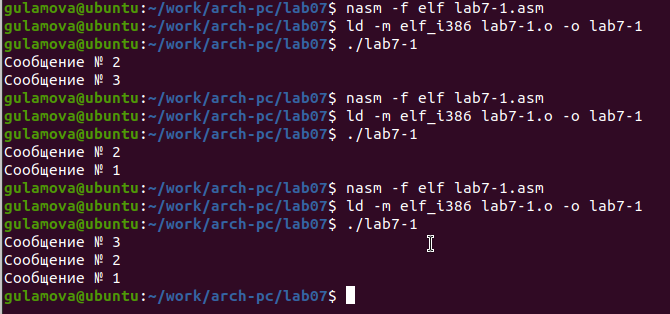 gulamova@ubuntu:~/work/arch-pc/lab07$ nasm -f elf lab7-1.asm
gulamova@ubuntu:~/work/arch-pc/lab07$ ld -m elf_i386 lab7-1.o -o lab7-1
gulamova@ubuntu:~/work/arch-pc/lab07$ ./lab7-1
Сообщение № 2
Сообщение № 3
gulamova@ubuntu:~/work/arch-pc/lab07$ nasm -f elf lab7-1.asm
gulamova@ubuntu:~/work/arch-pc/lab07$ ld -m elf_i386 lab7-1.o -o lab7-1
gulamova@ubuntu:~/work/arch-pc/lab07$ ./lab7-1
Сообщение № 2
Сообщение № 1
gulamova@ubuntu:~/work/arch-pc/lab07$ nasm -f elf lab7-1.asm
gulamova@ubuntu:~/work/arch-pc/lab07$ ld -m elf_i386 lab7-1.o -o lab7-1
gulamova@ubuntu:~/work/arch-pc/lab07$ ./lab7-1
Сообщение № 3
Сообщение № 2
Сообщение № 1
gulamova@ubuntu:~/work/arch-pc/lab07$